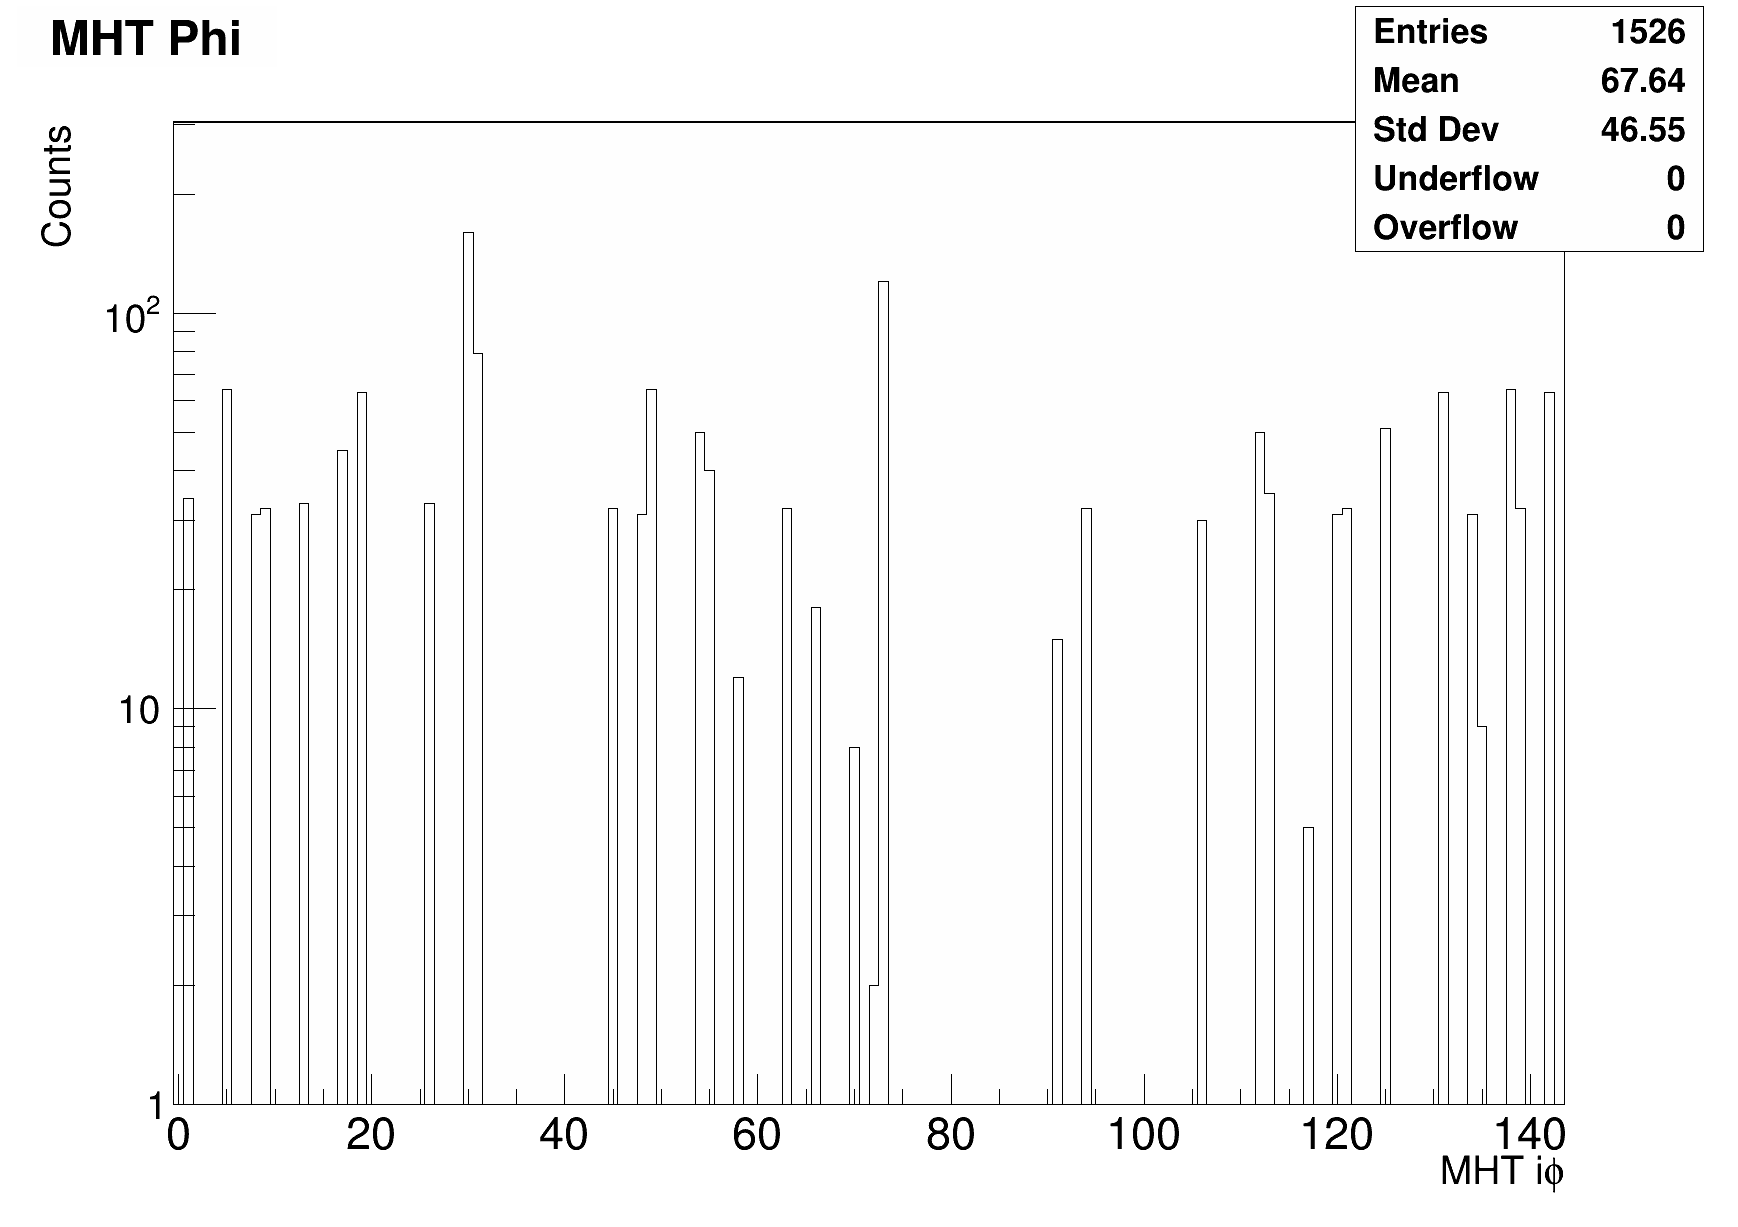 MHT Phi
Entries 1526
Mean 67.64
Std Dev 46.55
Underflow 0
Overflow 0
Counts
10²
10
1
0 20 40 60 80 100 120 140
MHT iϕ